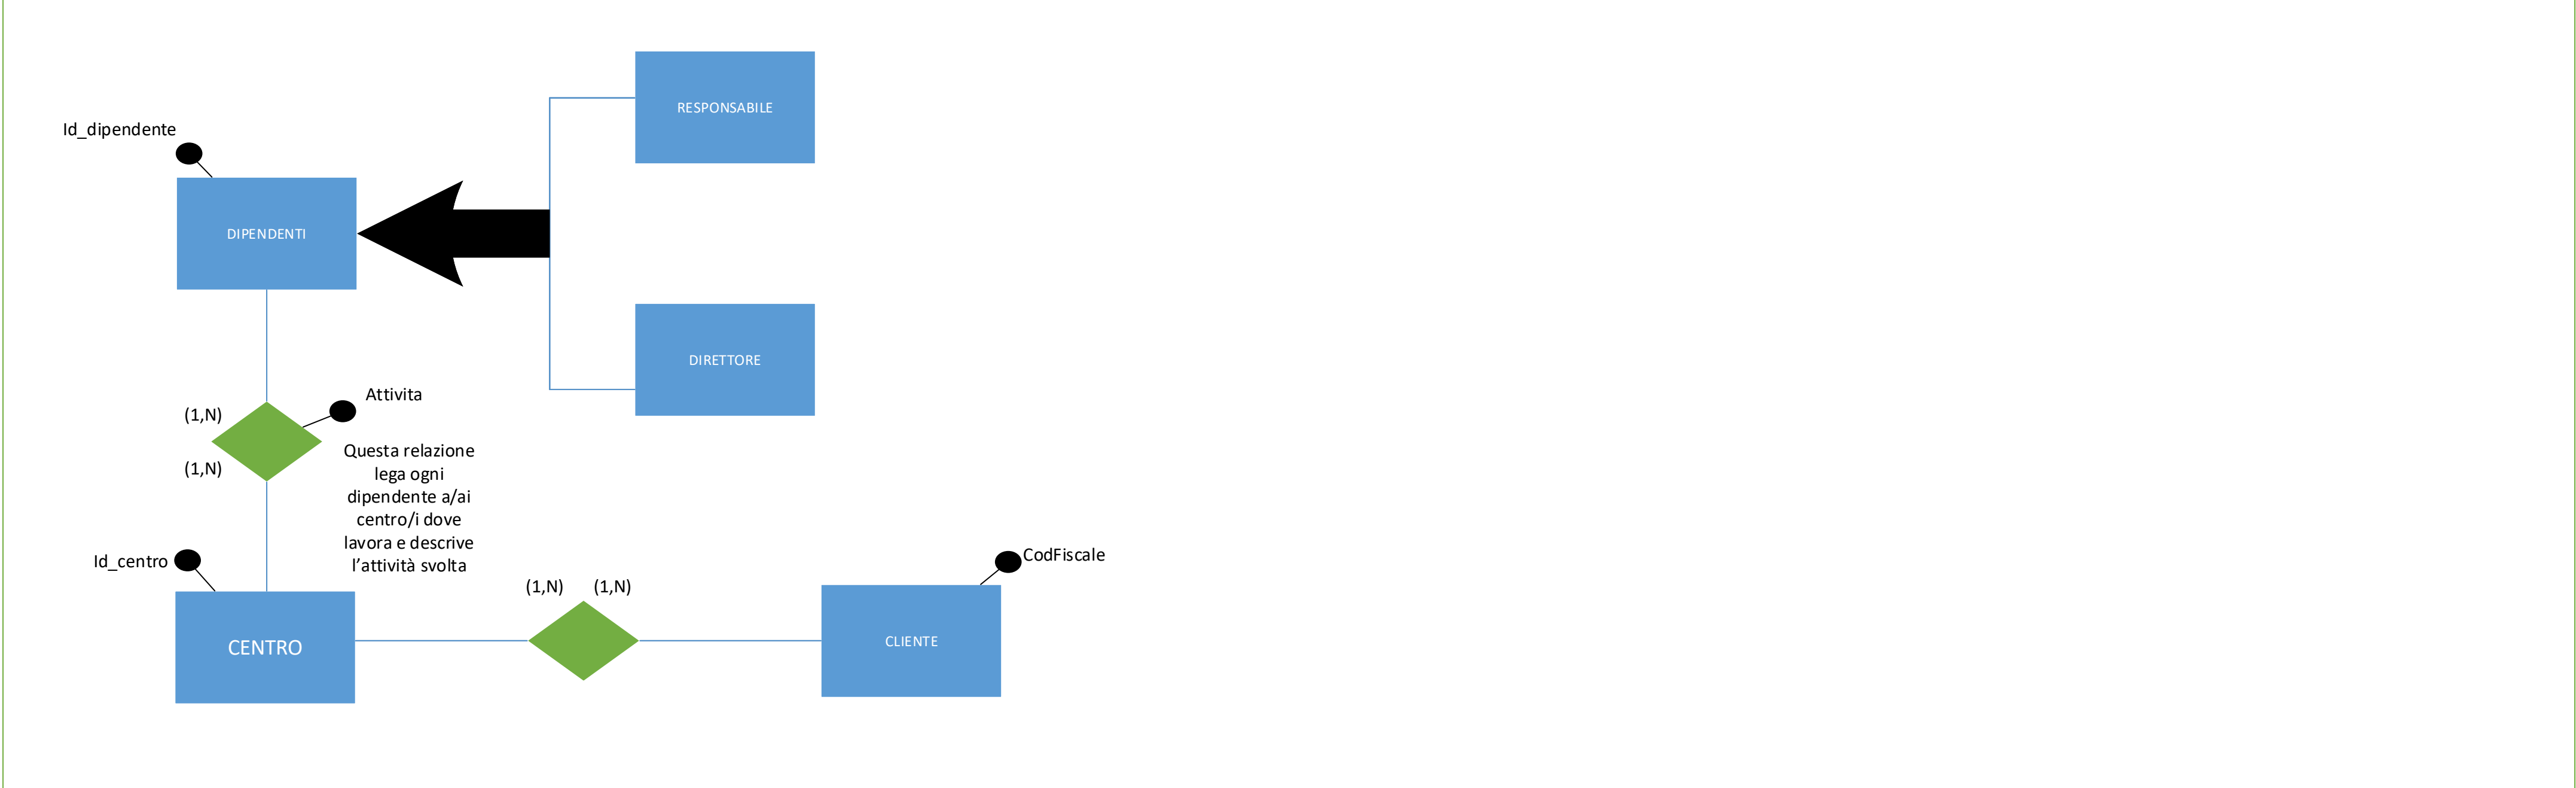 RESPONSABILE
Id_dipendente
DIPENDENTI
DIRETTORE
Attivita
(1,N)
(1,N)
Questa relazione
lega ogni
dipendente a/ai
centro/i dove
lavora e descrive
l'attività svolta
Id_centro
CodFiscale
(1,N) (1,N)
CENTRO
CLIENTE